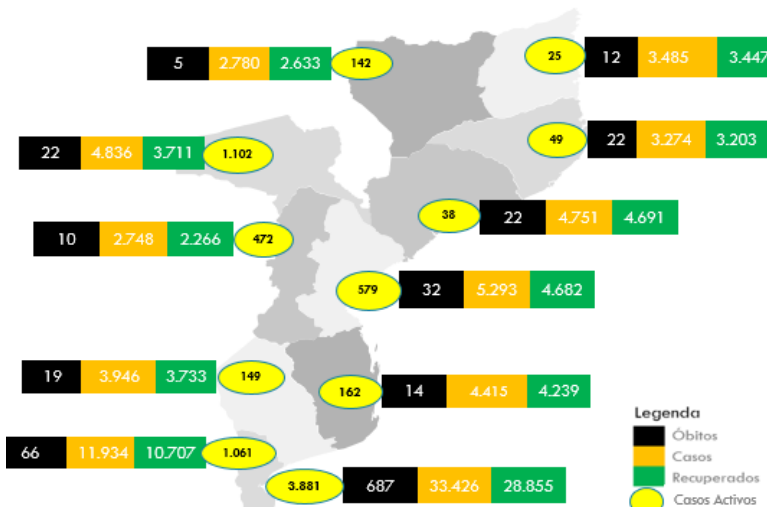 5 2.780 2.633 142
25 12 3.485 3.447
49 22 3.274 3.203
22 4.836 3.711 1.102
38 22 4.751 4.691
10 2.748 2.266 472
579 32 5.293 4.682
19 3.946 3.733 149
162 14 4.415 4.239
66 11.934 10.707 1.061
3.881 687 33.426 28.855
Legenda
Óbitos
Casos
Recuperados
Casos Activos